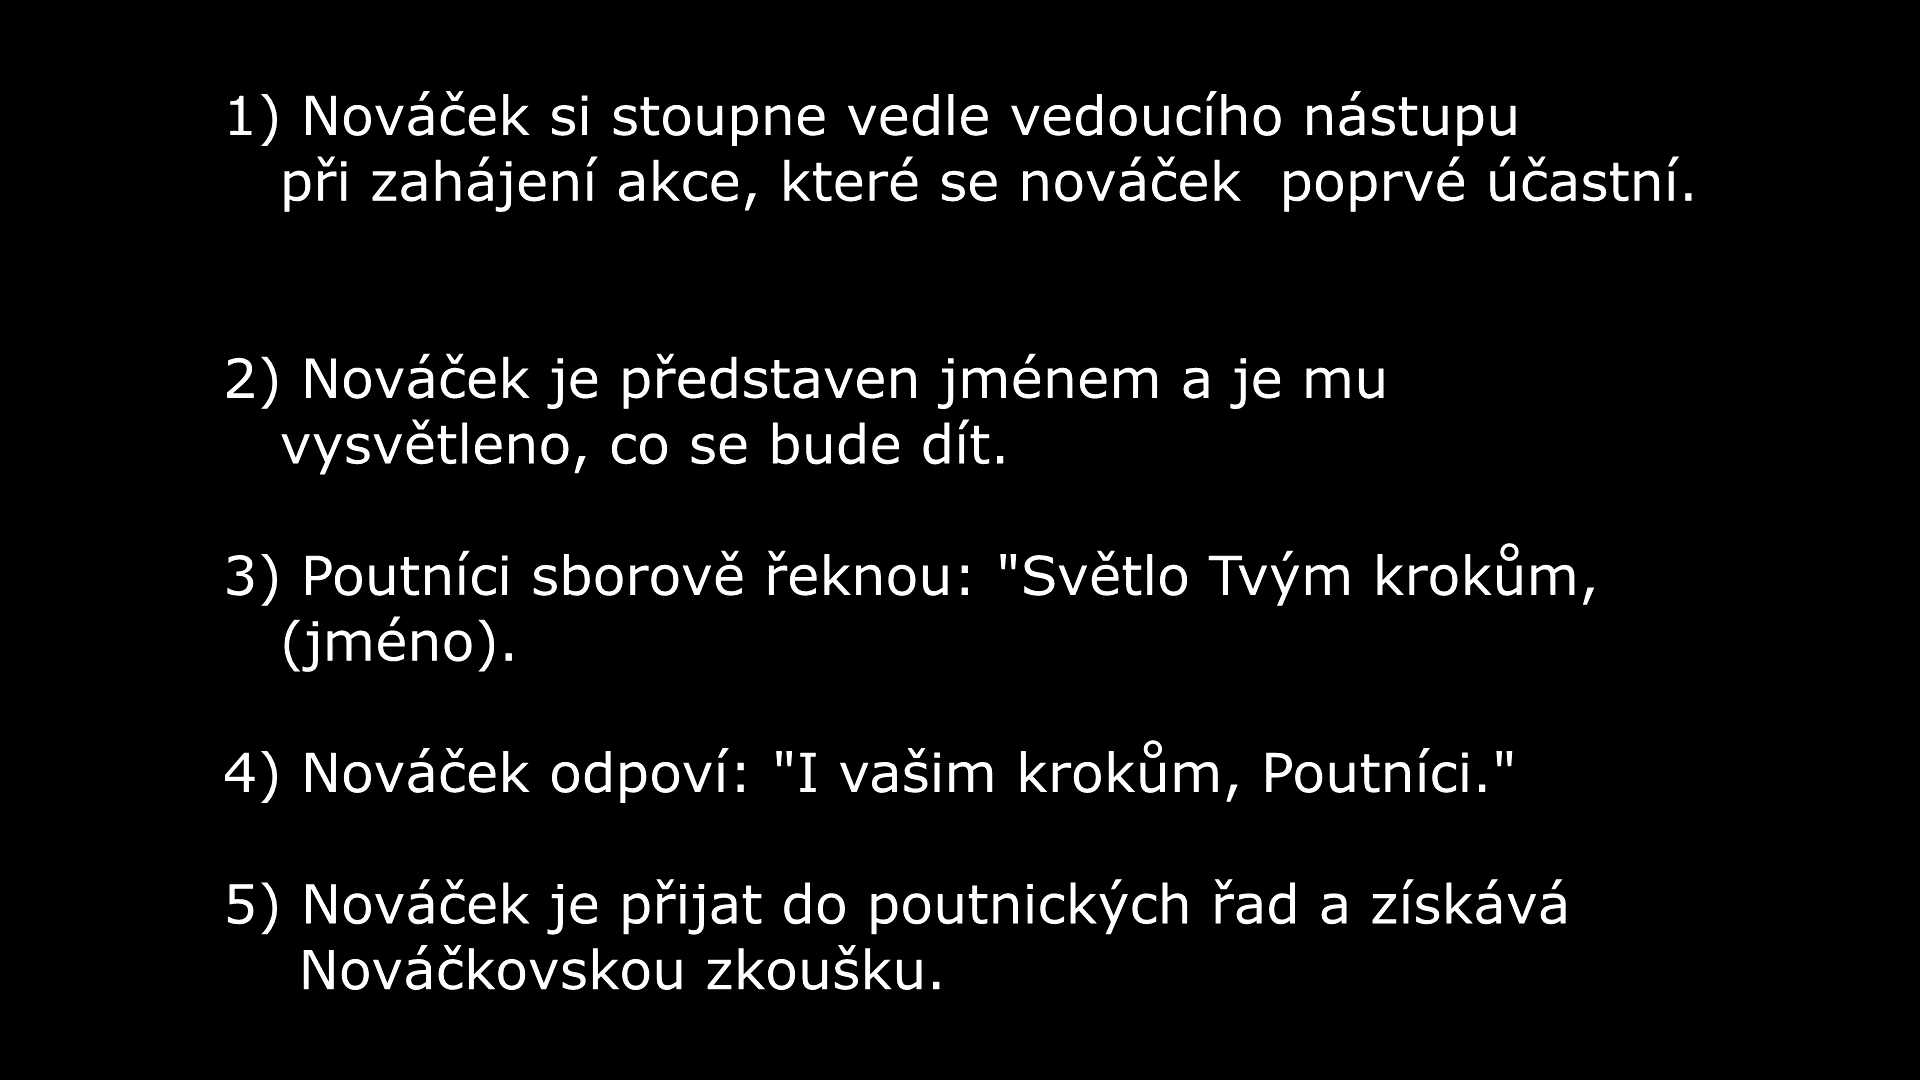 1) Nováček si stoupne vedle vedoucího nástupu
při zahájení akce, které se nováček  poprvé účastní.
2) Nováček je představen jménem a je mu
vysvětleno, co se bude dít.
3) Poutníci sborově řeknou: "Světlo Tvým krokům,
(jméno).
4) Nováček odpoví: "I vašim krokům, Poutníci."
5) Nováček je přijat do poutnických řad a získává
Nováčkovskou zkoušku.